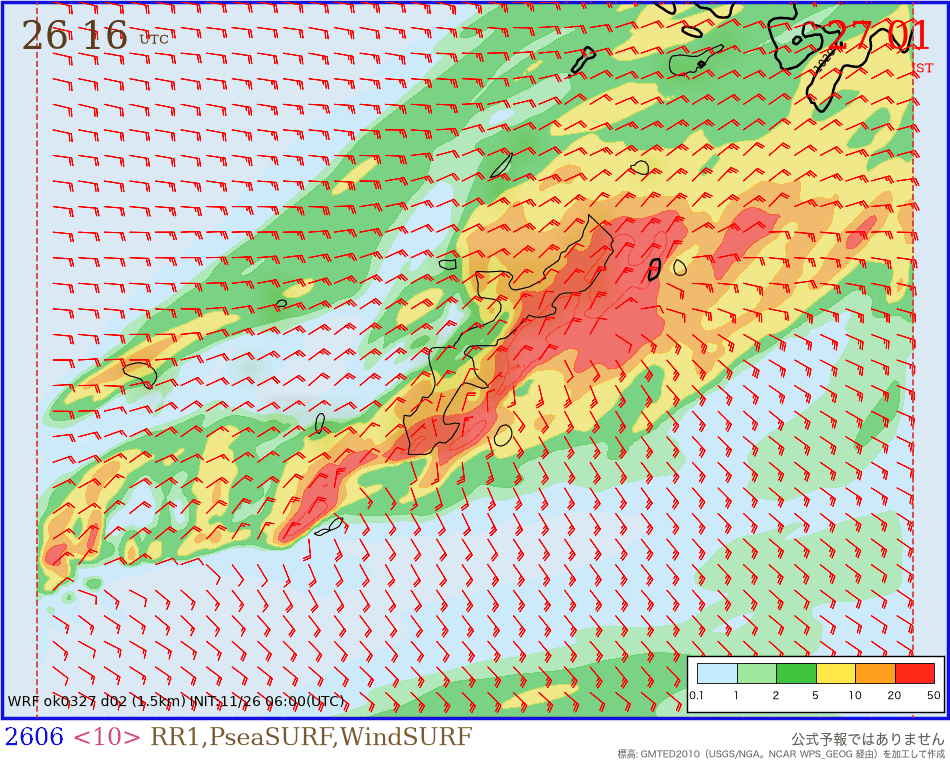 26 16 UTC
27 01
JST
0.1 1 2 5 10 20 50
WRF ok0327 d02 (1.5km) INIT:11/26 06:00(UTC)
2606 <10> RR1,PseaSURF,WindSURF
公式予報ではありません
標高: GMTED2010（USGS/NGA。NCAR WPS_GEOG 経由）を加工して作成